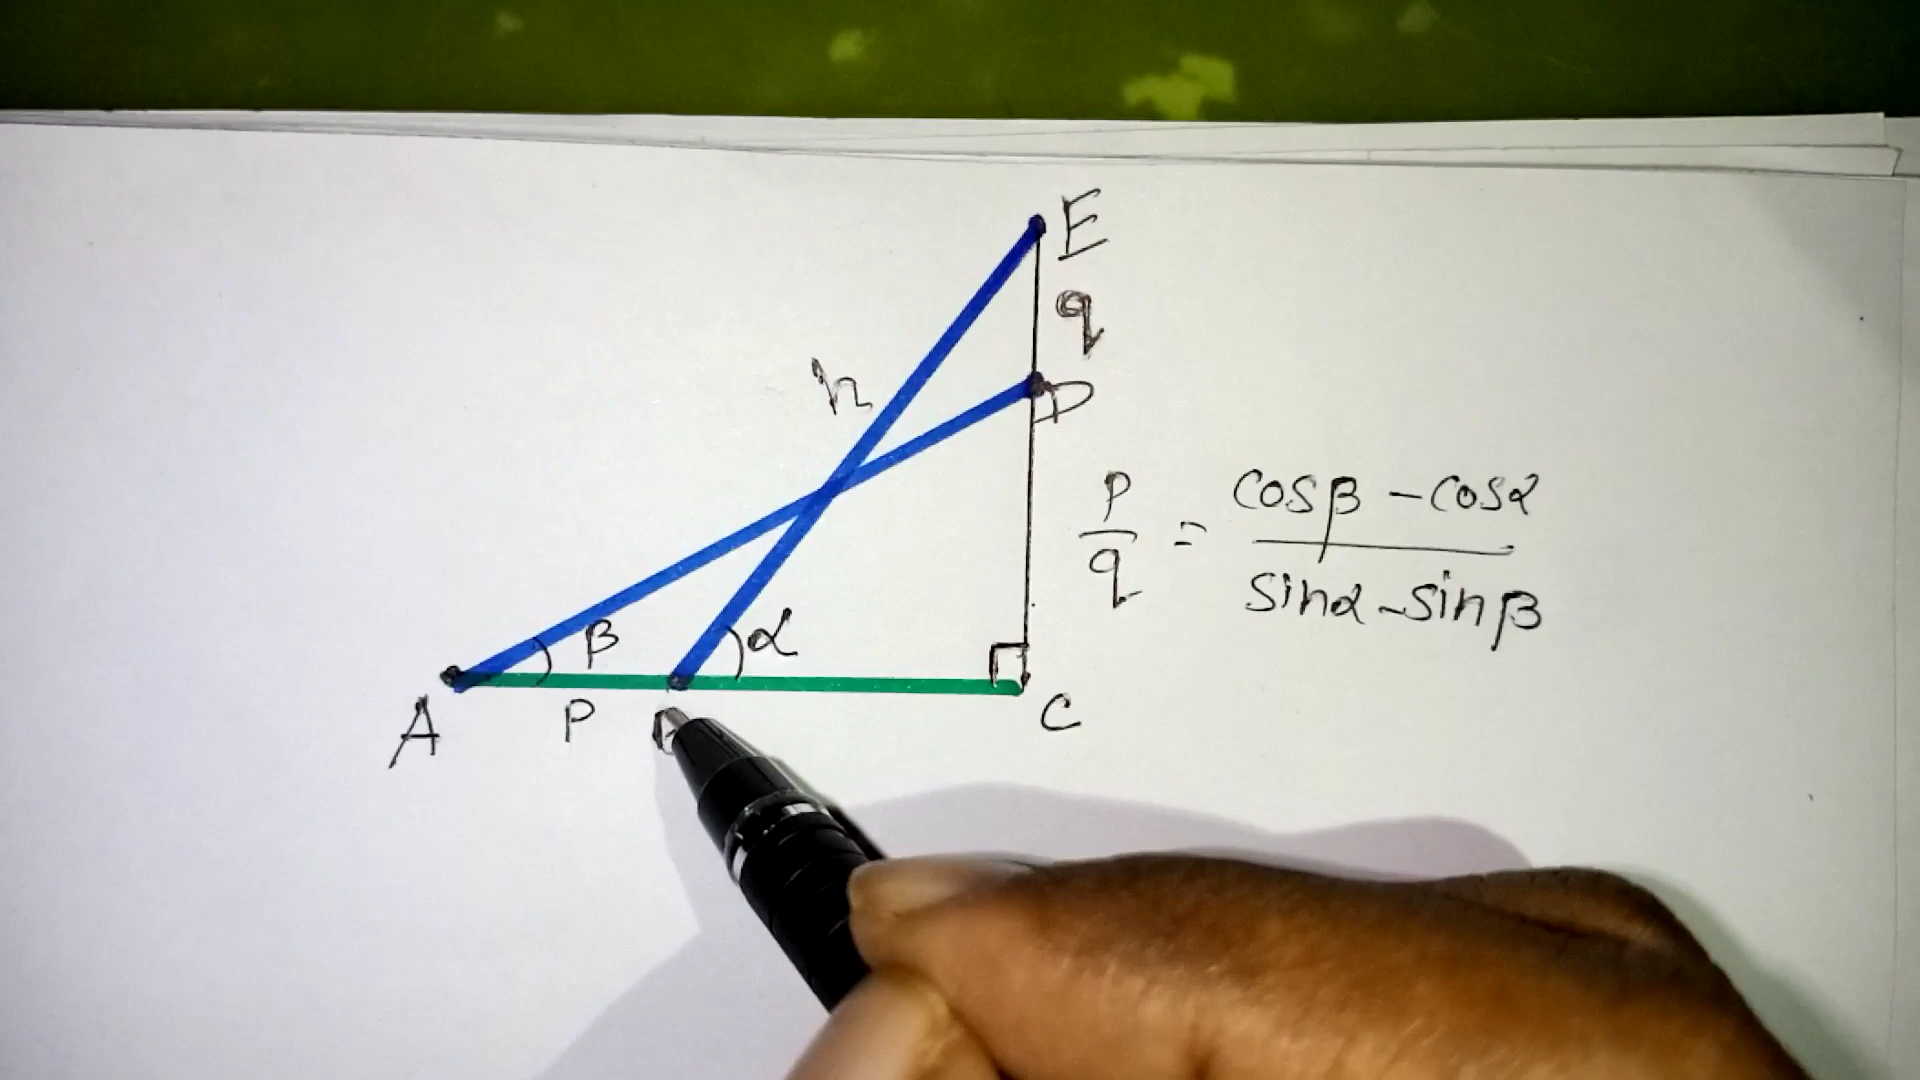 E
q
h
D
p/q = cosβ - cosα / sinα - sinβ
β
α
A
P
C